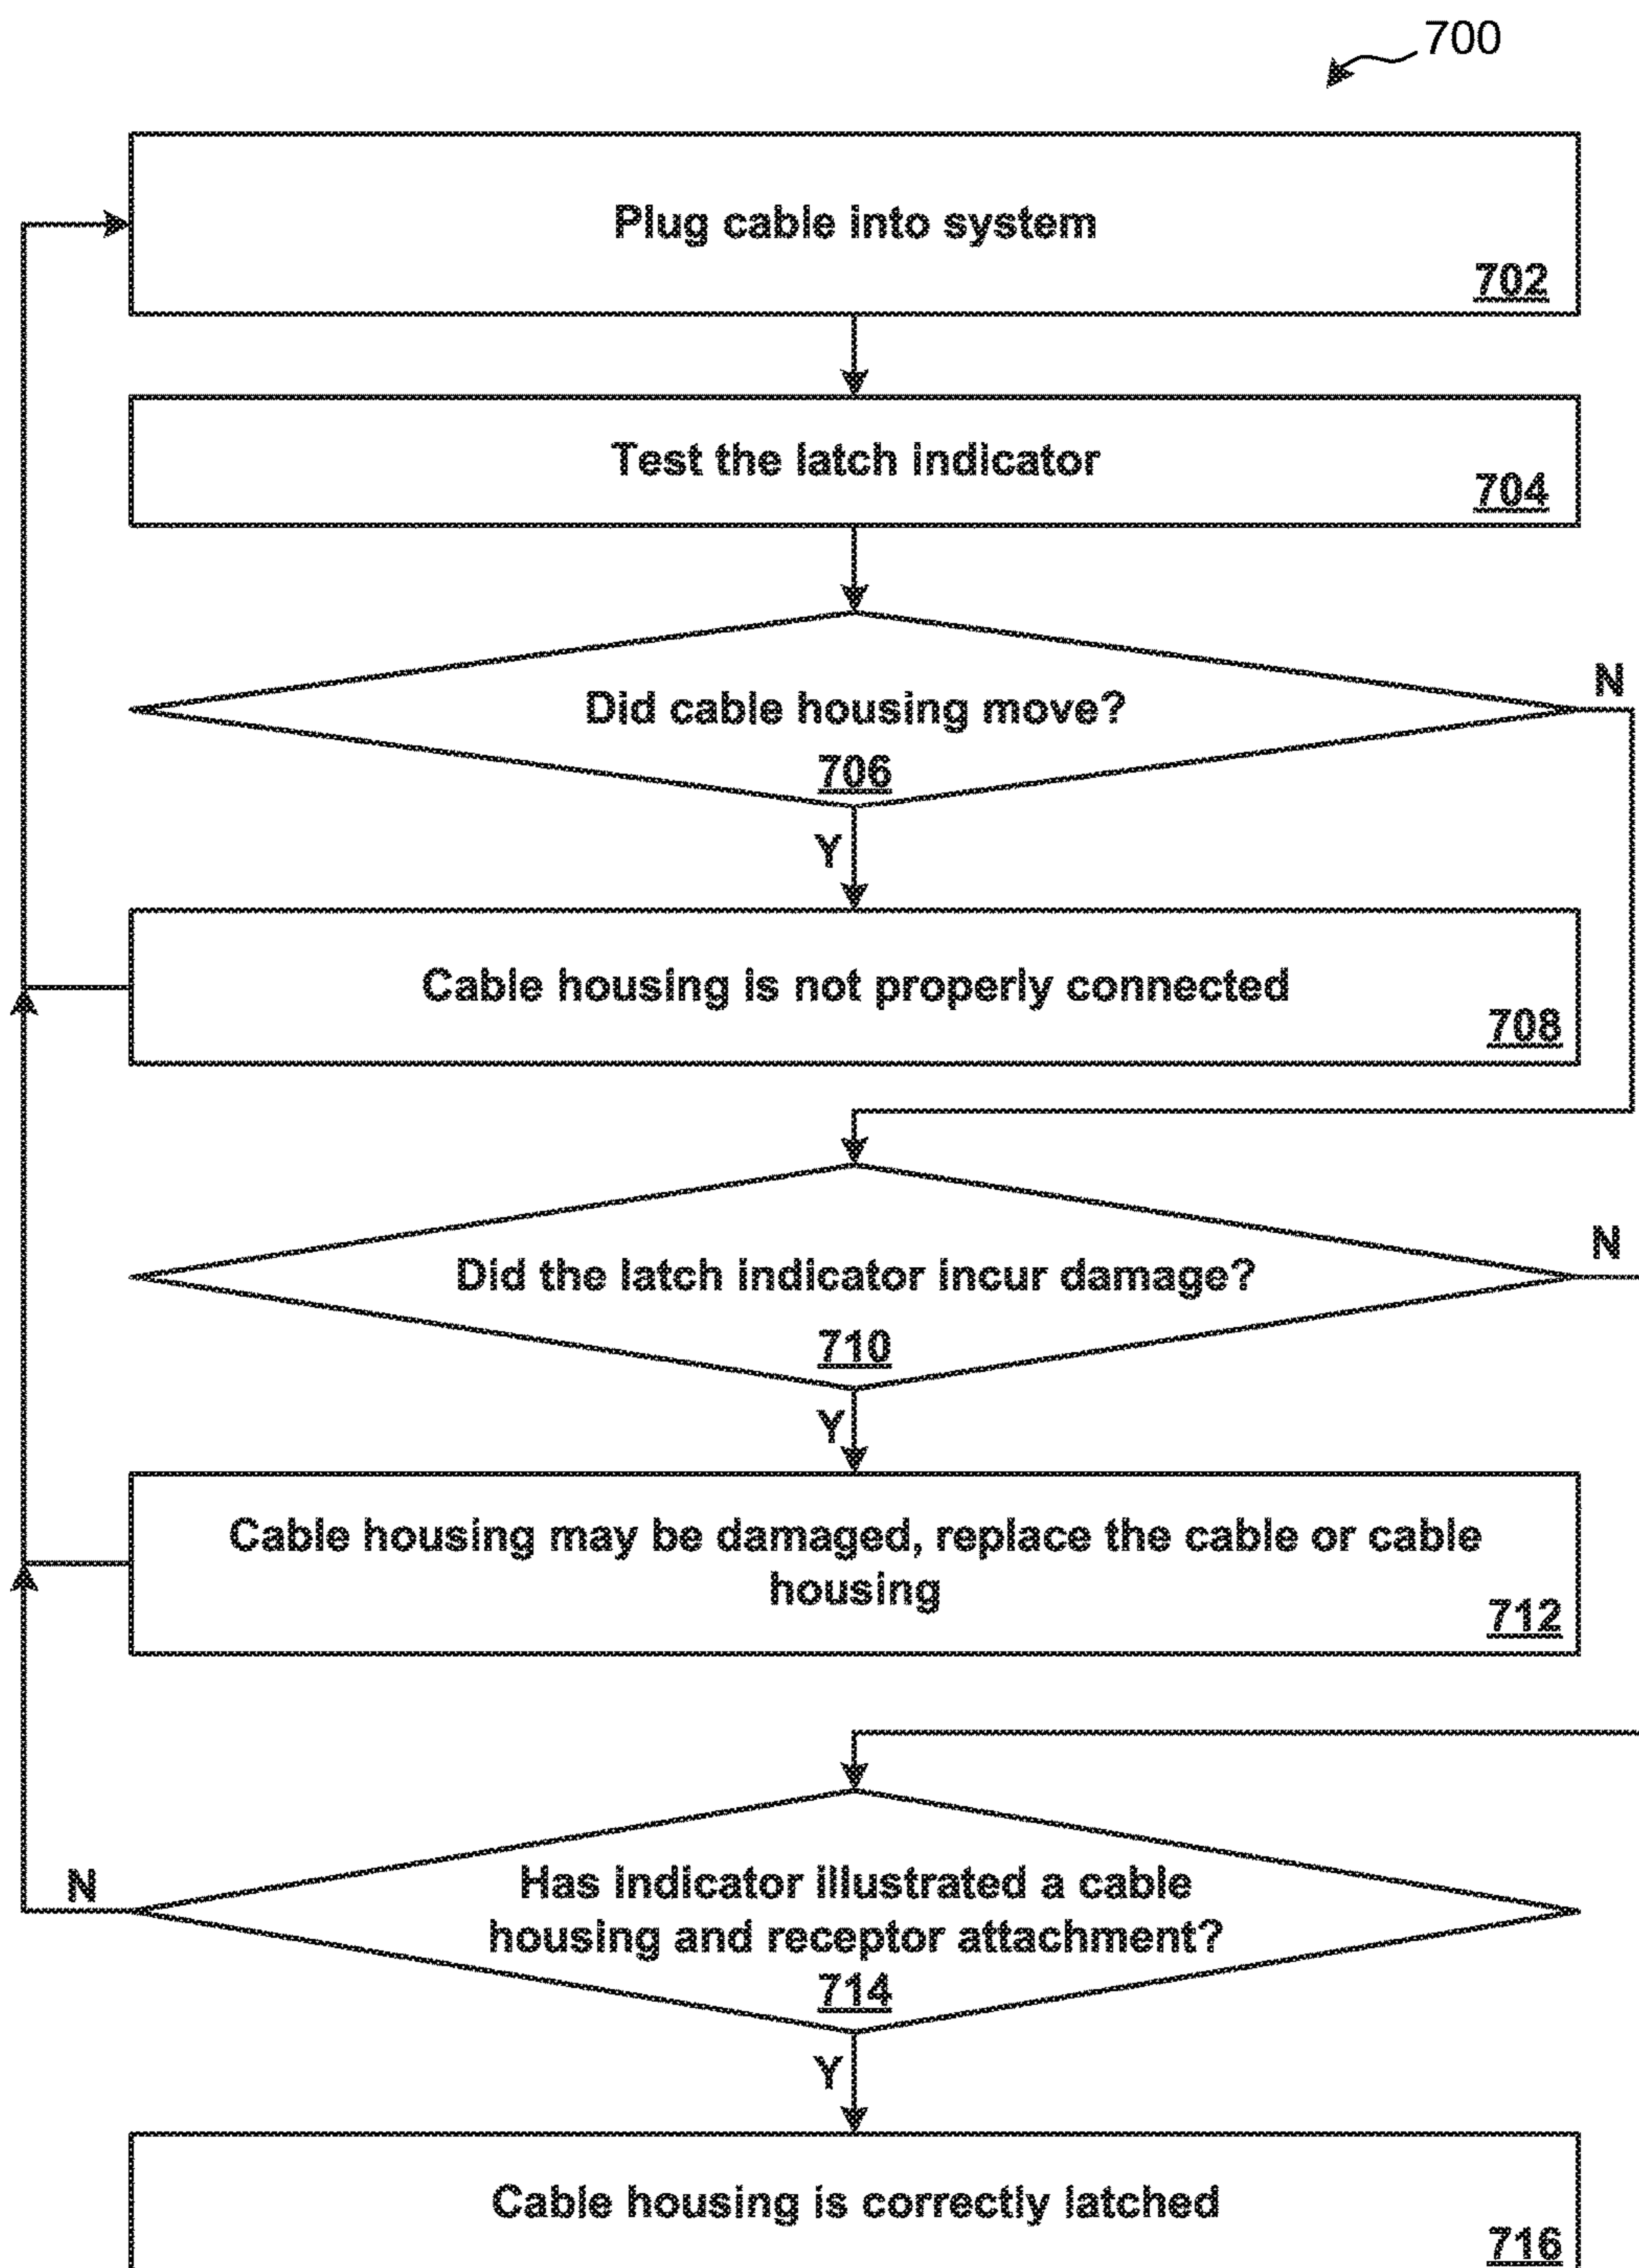 700
Plug cable into system
702
Test the latch indicator
704
N
Did cable housing move?
706
Y
Cable housing is not properly connected
708
N
Did the latch indicator incur damage?
710
Y
Cable housing may be damaged, replace the cable or cable
housing
712
N
Has indicator illustrated a cable
housing and receptor attachment?
714
Y
Cable housing is correctly latched
716